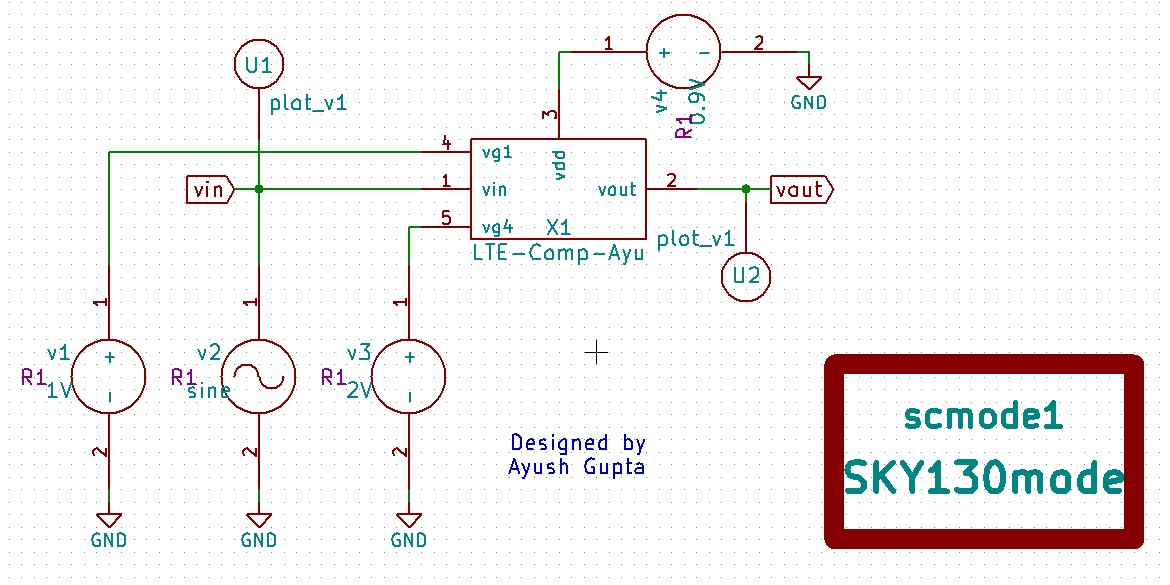 U1
plot_v1
1
2
+ −
v4
0.9V
R1
GND
3
4
vg1
vdd
vin
1
vin
vout
2
vout
5
vg4
X1
LTE-Comp-Ayu
plot_v1
U2
1
1
1
v1
R1
1V
+
−
v2
R1
sine
v3
R1
2V
+
−
2
2
2
GND
GND
GND
Designed by
Ayush Gupta
scmode1
SKY130mode